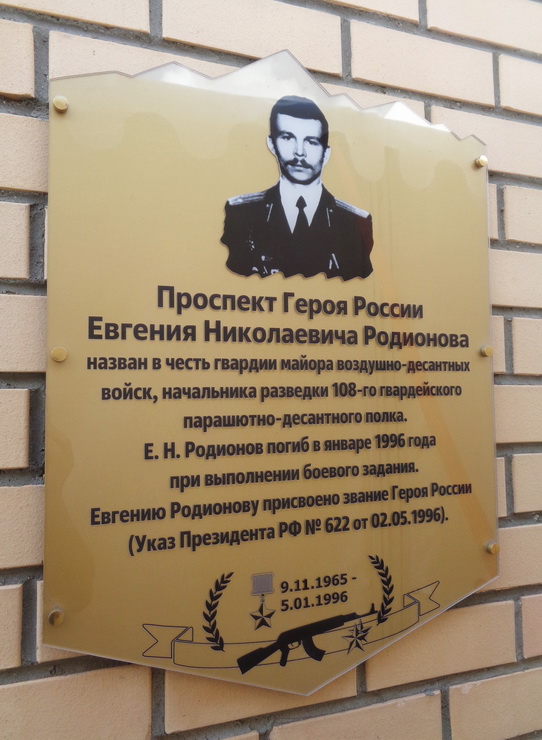 Проспект Героя России
Евгения Николаевича Родионова
назван в честь гвардии майора воздушно-десантных
войск, начальника разведки 108-го гвардейского
парашютно-десантного полка.
Е. Н. Родионов погиб в январе 1996 года
при выполнении боевого задания.
Евгению Родионову присвоено звание Героя России
(Указ Президента РФ № 622 от 02.05.1996).
9.11.1965 -
5.01.1996